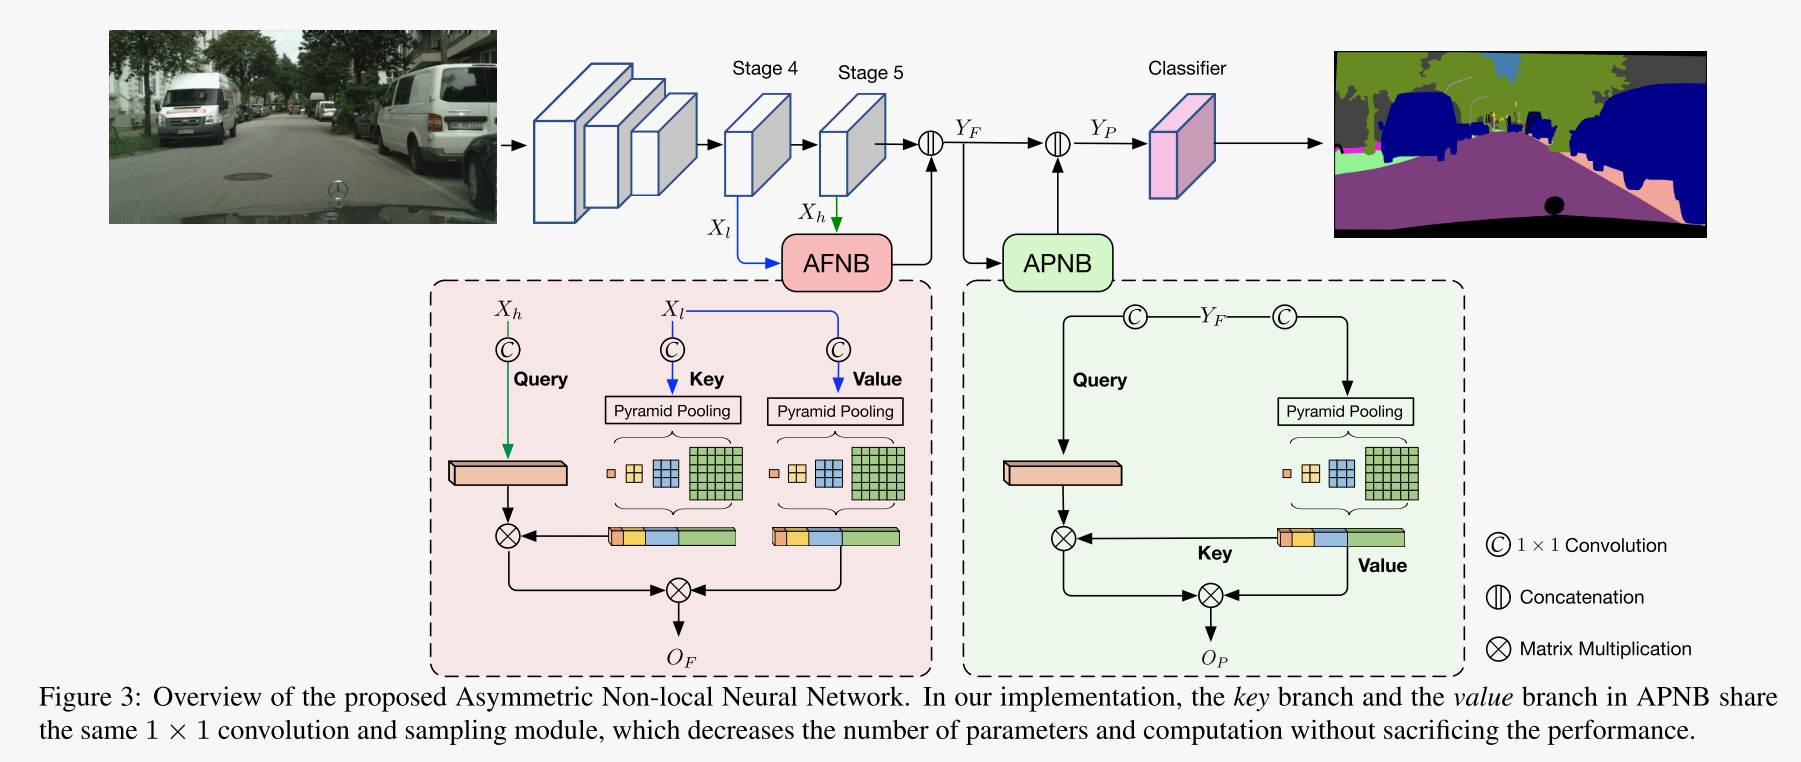 Stage 4
Stage 5
Classifier
Y_F
Y_P
X_l
X_h
AFNB
APNB
X_h
X_l
C
C
C
Query
Key
Value
Pyramid Pooling
Pyramid Pooling
O_F
C
Y_F
C
Query
Pyramid Pooling
Key
Value
O_P
C 1 × 1 Convolution
Concatenation
Matrix Multiplication
Figure 3: Overview of the proposed Asymmetric Non-local Neural Network. In our implementation, the key branch and the value branch in APNB share
the same 1 × 1 convolution and sampling module, which decreases the number of parameters and computation without sacrificing the performance.